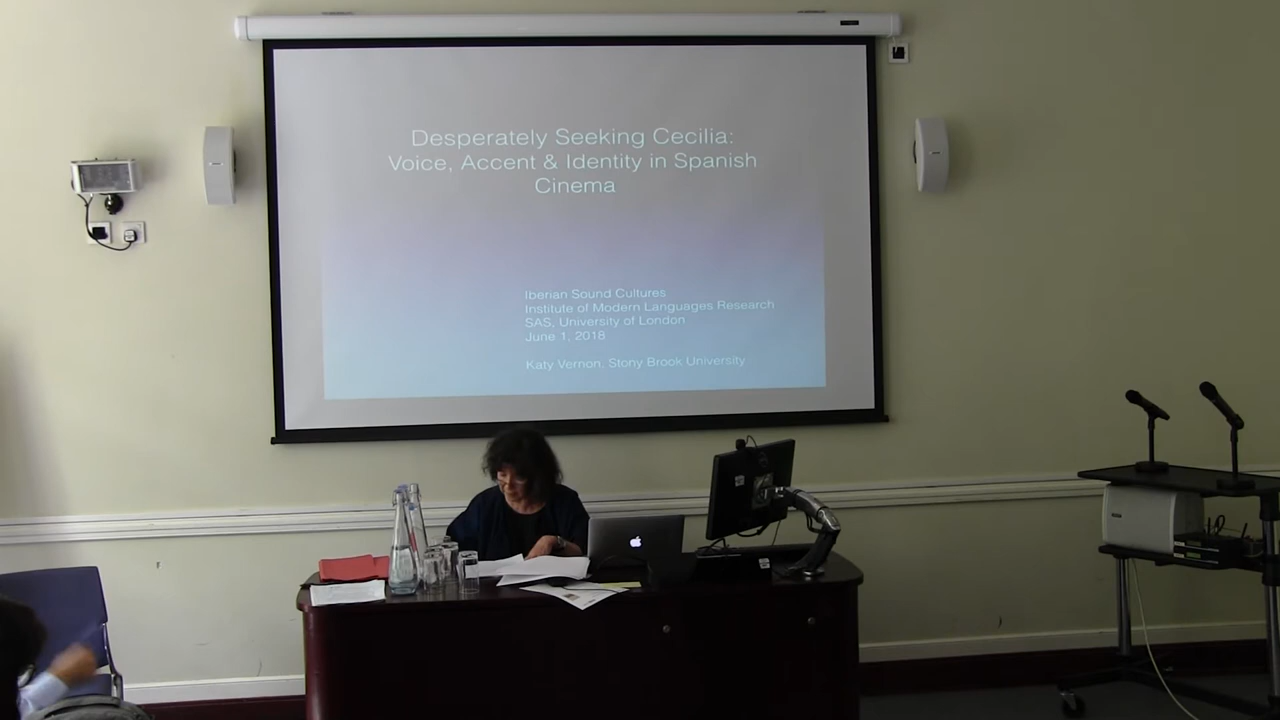 Desperately Seeking Cecilia:
Voice, Accent & Identity in Spanish
Cinema
Iberian Sound Cultures
Institute of Modern Languages Research
SAS, University of London
June 1, 2018
Katy Vernon, Stony Brook University